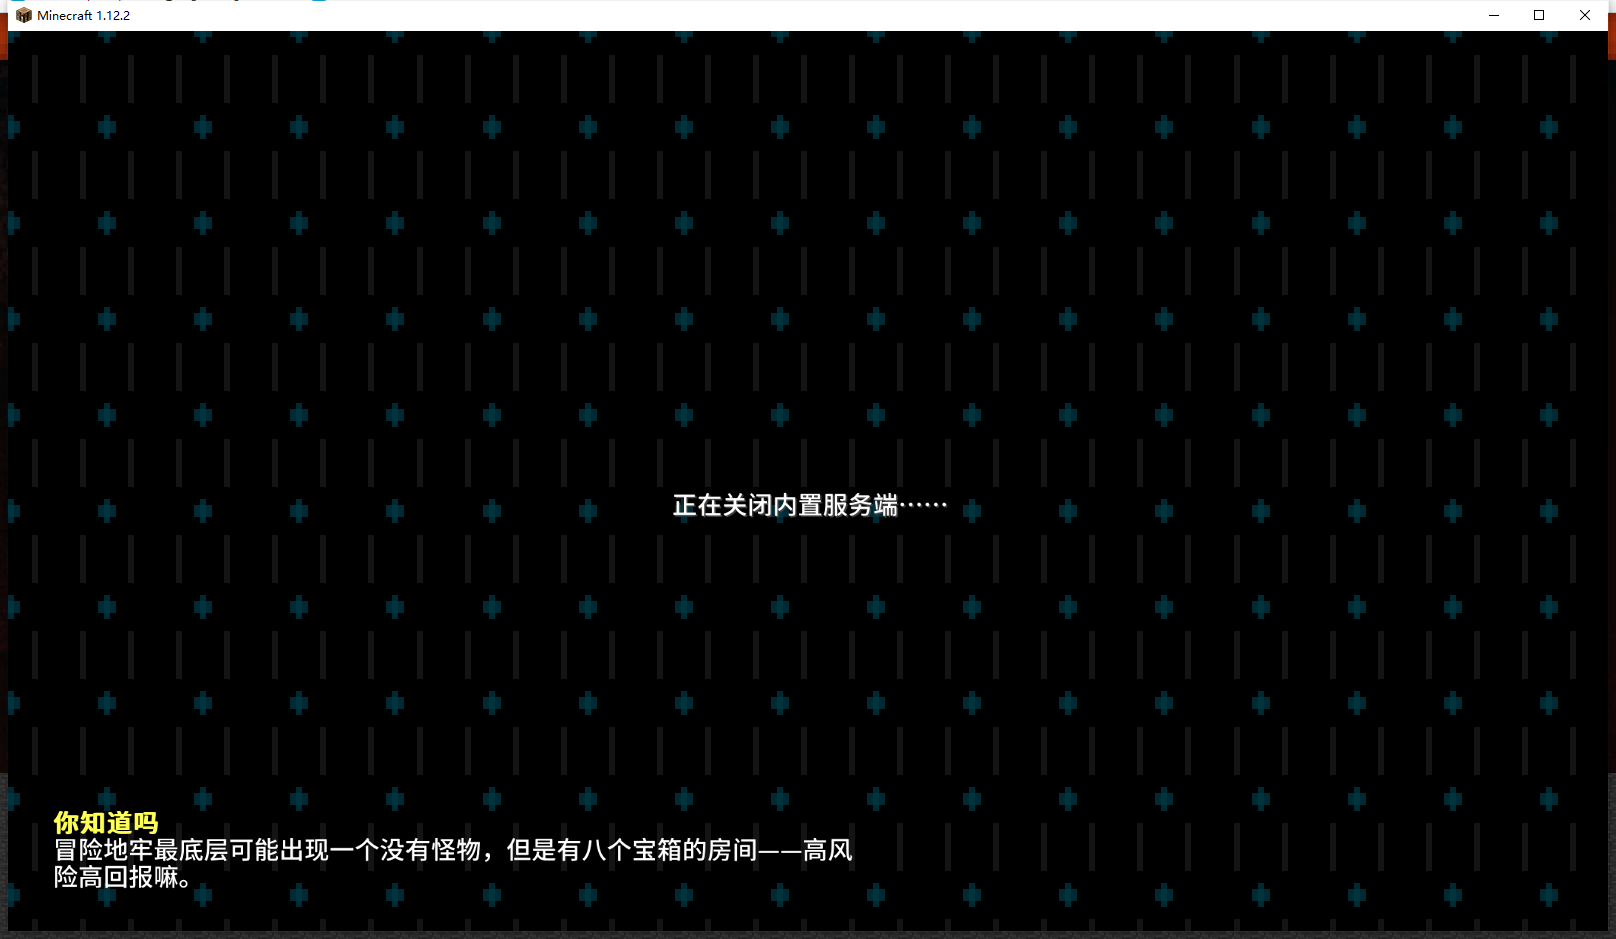 Minecraft 1.12.2
正在关闭内置服务端……
你知道吗
冒险地牢最底层可能出现一个没有怪物，但是有八个宝箱的房间——高风
险高回报嘛。